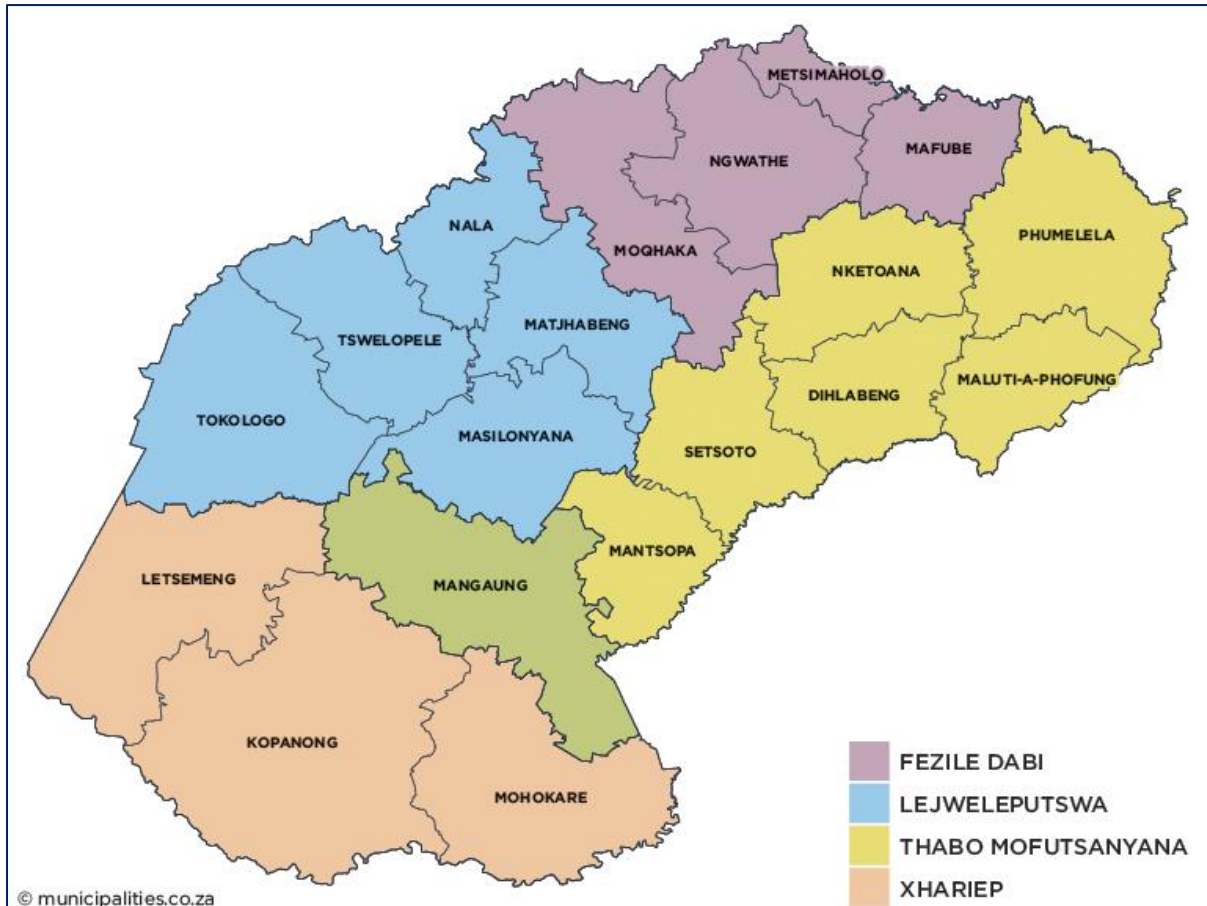 METSIMAHOLO
NGWATHE
MAFUBE
NALA
MOQHAKA
PHUMELELA
NKETOANA
MATJHABENG
TSWELOPELE
MALUTI-A-PHOFUNG
DIHLABENG
TOKOLOGO
MASILONYANA
SETSOTO
MANTSOPA
LETSEMENG
MANGAUNG
KOPANONG
MOHOKARE
FEZILE DABI
LEJWELEPUTSWA
THABO MOFUTSANYANA
XHARIEP
© municipalities.co.za